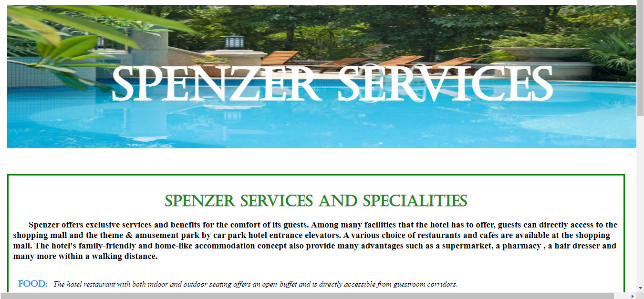 SPENZER SERVICES
SPENZER SERVICES AND SPECIALITIES
Spenzer offers exclusive services and benefits for the comfort of its guests. Among many facilities that the hotel has to offer, guests can directly access to the
shopping mall and the theme & amusement park by car park hotel entrance elevators. A various choice of restaurants and cafes are available at the shopping
mall. The hotel's family-friendly and home-like accommodation concept also provide many advantages such as a supermarket, a pharmacy , a hair dresser and
many more within a walking distance.
FOOD: The hotel restaurant with both indoor and outdoor seating offers an open buffet and is directly accessible from guestroom corridors.